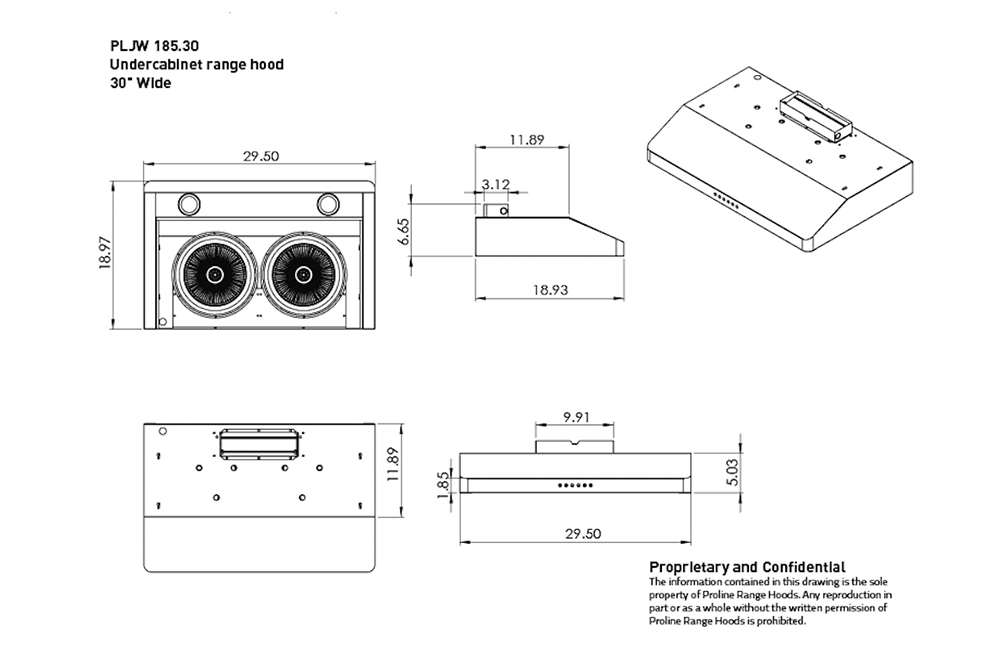 PLJW 185.30
Undercabinet range hood
30" Wide
29.50
18.97
11.89
3.12
6.65
18.93
11.89
9.91
1.85
5.03
29.50
Proprietary and Confidential
The information contained in this drawing is the sole
property of Proline Range Hoods. Any reproduction in
part or as a whole without the written permission of
Proline Range Hoods is prohibited.